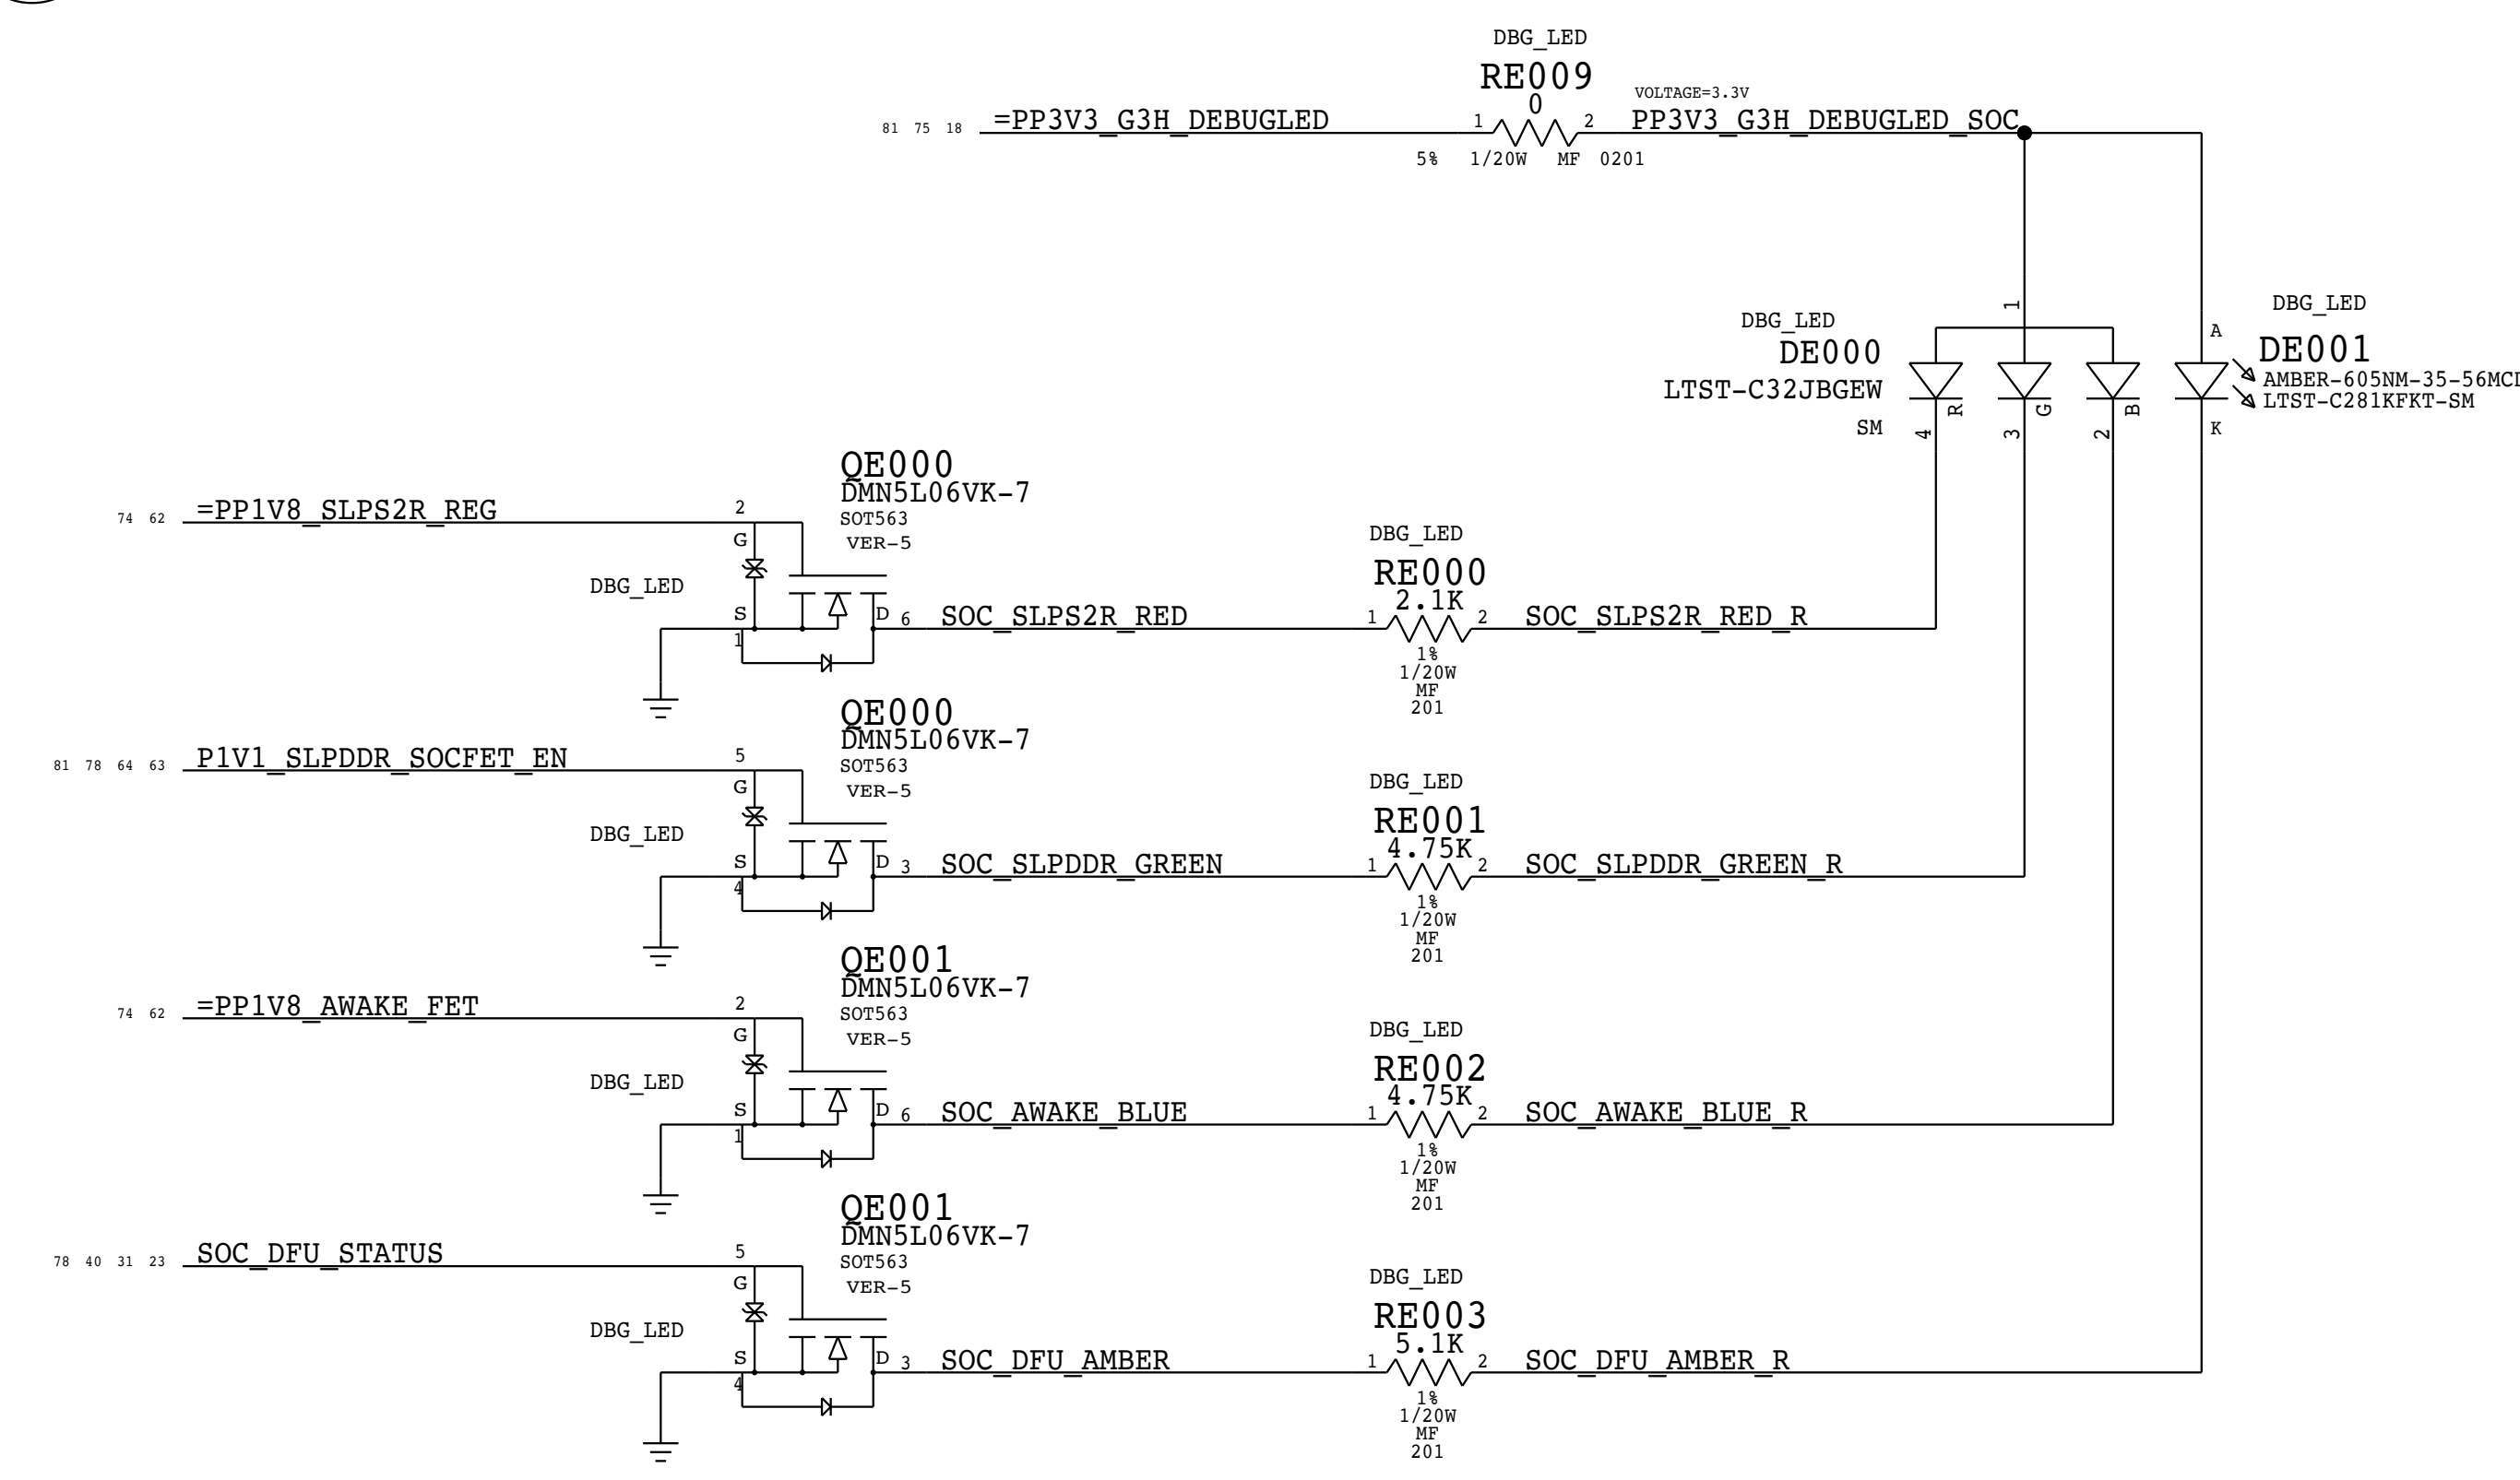 DBG_LED
RE009
0
VOLTAGE=3.3V
81 75 18 =PP3V3_G3H_DEBUGLED 1 2 PP3V3_G3H_DEBUGLED_SOC
5% 1/20W MF 0201
DBG_LED
DE000
LTST-C32JBGEW
SM
1
R G B
4 3 2
DBG_LED
A
DE001
AMBER-605NM-35-56MCD
LTST-C281KFKT-SM
K
QE000
DMN5L06VK-7
SOT563
VER-5
74 62 =PP1V8_SLPS2R_REG 2
G
DBG_LED
S D 6 SOC_SLPS2R_RED
1
DBG_LED
RE000
2.1K
1 2 SOC_SLPS2R_RED_R
1%
1/20W
MF
201
QE000
DMN5L06VK-7
SOT563
VER-5
81 78 64 63 P1V1_SLPDDR_SOCFET_EN 5
G
DBG_LED
S D 3 SOC_SLPDDR_GREEN
4
DBG_LED
RE001
4.75K
1 2 SOC_SLPDDR_GREEN_R
1%
1/20W
MF
201
QE001
DMN5L06VK-7
SOT563
VER-5
74 62 =PP1V8_AWAKE_FET 2
G
DBG_LED
S D 6 SOC_AWAKE_BLUE
1
DBG_LED
RE002
4.75K
1 2 SOC_AWAKE_BLUE_R
1%
1/20W
MF
201
QE001
DMN5L06VK-7
SOT563
VER-5
78 40 31 23 SOC_DFU_STATUS 5
G
DBG_LED
S D 3 SOC_DFU_AMBER
4
DBG_LED
RE003
5.1K
1 2 SOC_DFU_AMBER_R
1%
1/20W
MF
201